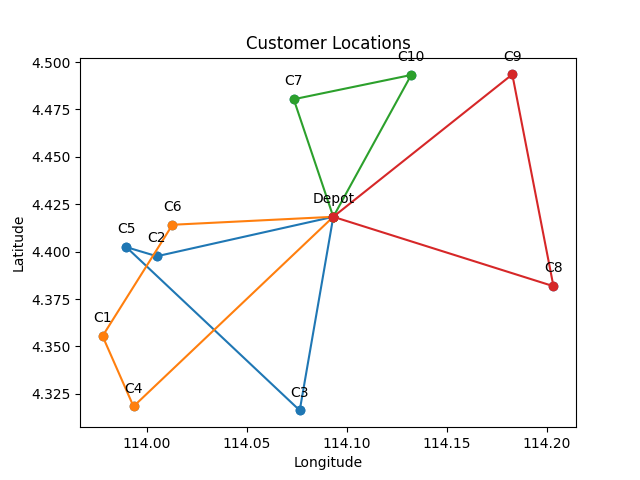 Customer Locations
4.500
4.475
4.450
4.425
4.400
4.375
4.350
4.325
Latitude
C10
C9
C7
Depot
C6
C5
C2
C8
C1
C4
C3
114.00
114.05
114.10
114.15
114.20
Longitude